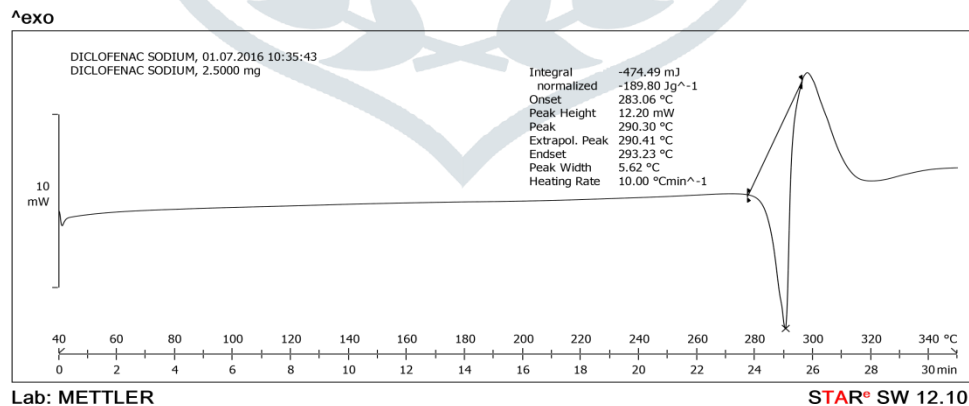 ^exo
DICLOFENAC SODIUM, 01.07.2016 10:35:43
DICLOFENAC SODIUM, 2.5000 mg
Integral -474.49 mJ
normalized -189.80 Jg^-1
Onset 283.06 °C
Peak Height 12.20 mW
Peak 290.30 °C
Extrapol. Peak 290.41 °C
Endset 293.23 °C
Peak Width 5.62 °C
Heating Rate 10.00 °Cmin^-1
10
mW
40 60 80 100 120 140 160 180 200 220 240 260 280 300 320 340 °C
0 2 4 6 8 10 12 14 16 18 20 22 24 26 28 30 min
Lab: METTLER STARe SW 12.10